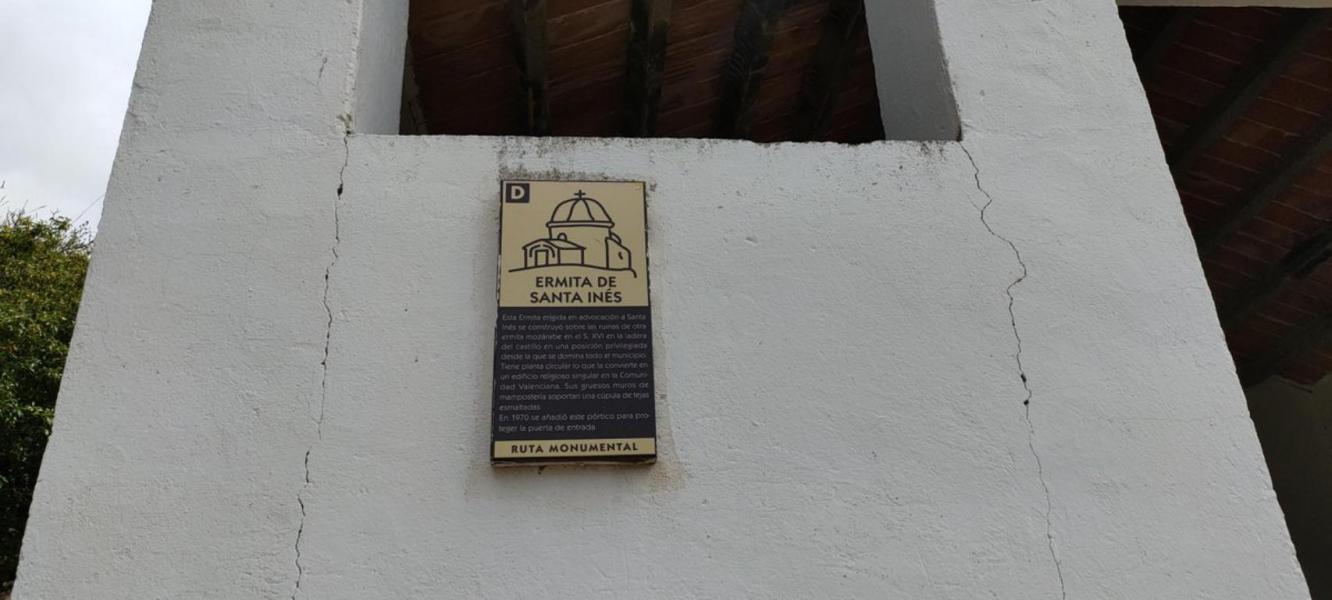 D
ERMITA DE
SANTA INÉS
Esta Ermita erigida en advocación a Santa
Inés se construyó sobre las ruinas de otra
ermita mozárabe en el S. XVI en la ladera
del castillo en una posición privilegiada
desde la que se domina todo el municipio.
Tiene planta circular lo que la convierte en
un edificio religioso singular en la Comuni-
dad Valenciana. Sus gruesos muros de
mampostería soportan una cúpula de tejas
esmaltadas
En 1970 se añadió este pórtico para pro-
teger la puerta de entrada.
RUTA MONUMENTAL